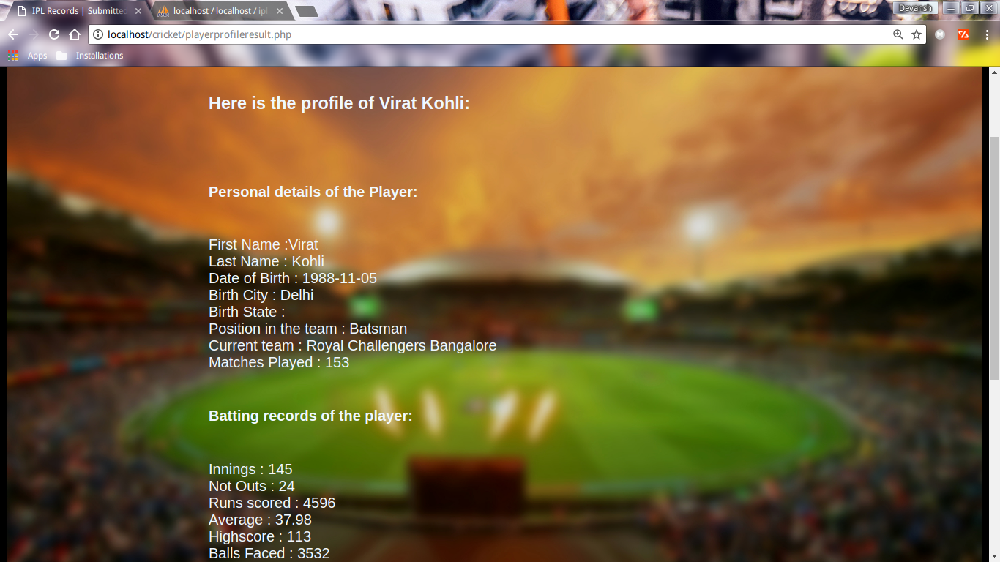 IPL Records | Submitted
localhost / localhost / ipl
Devansh
localhost/cricket/playerprofileresult.php
Apps
Installations
Here is the profile of Virat Kohli:
Personal details of the Player:
First Name :Virat
Last Name : Kohli
Date of Birth : 1988-11-05
Birth City : Delhi
Birth State :
Position in the team : Batsman
Current team : Royal Challengers Bangalore
Matches Played : 153
Batting records of the player:
Innings : 145
Not Outs : 24
Runs scored : 4596
Average : 37.98
Highscore : 113
Balls Faced : 3532